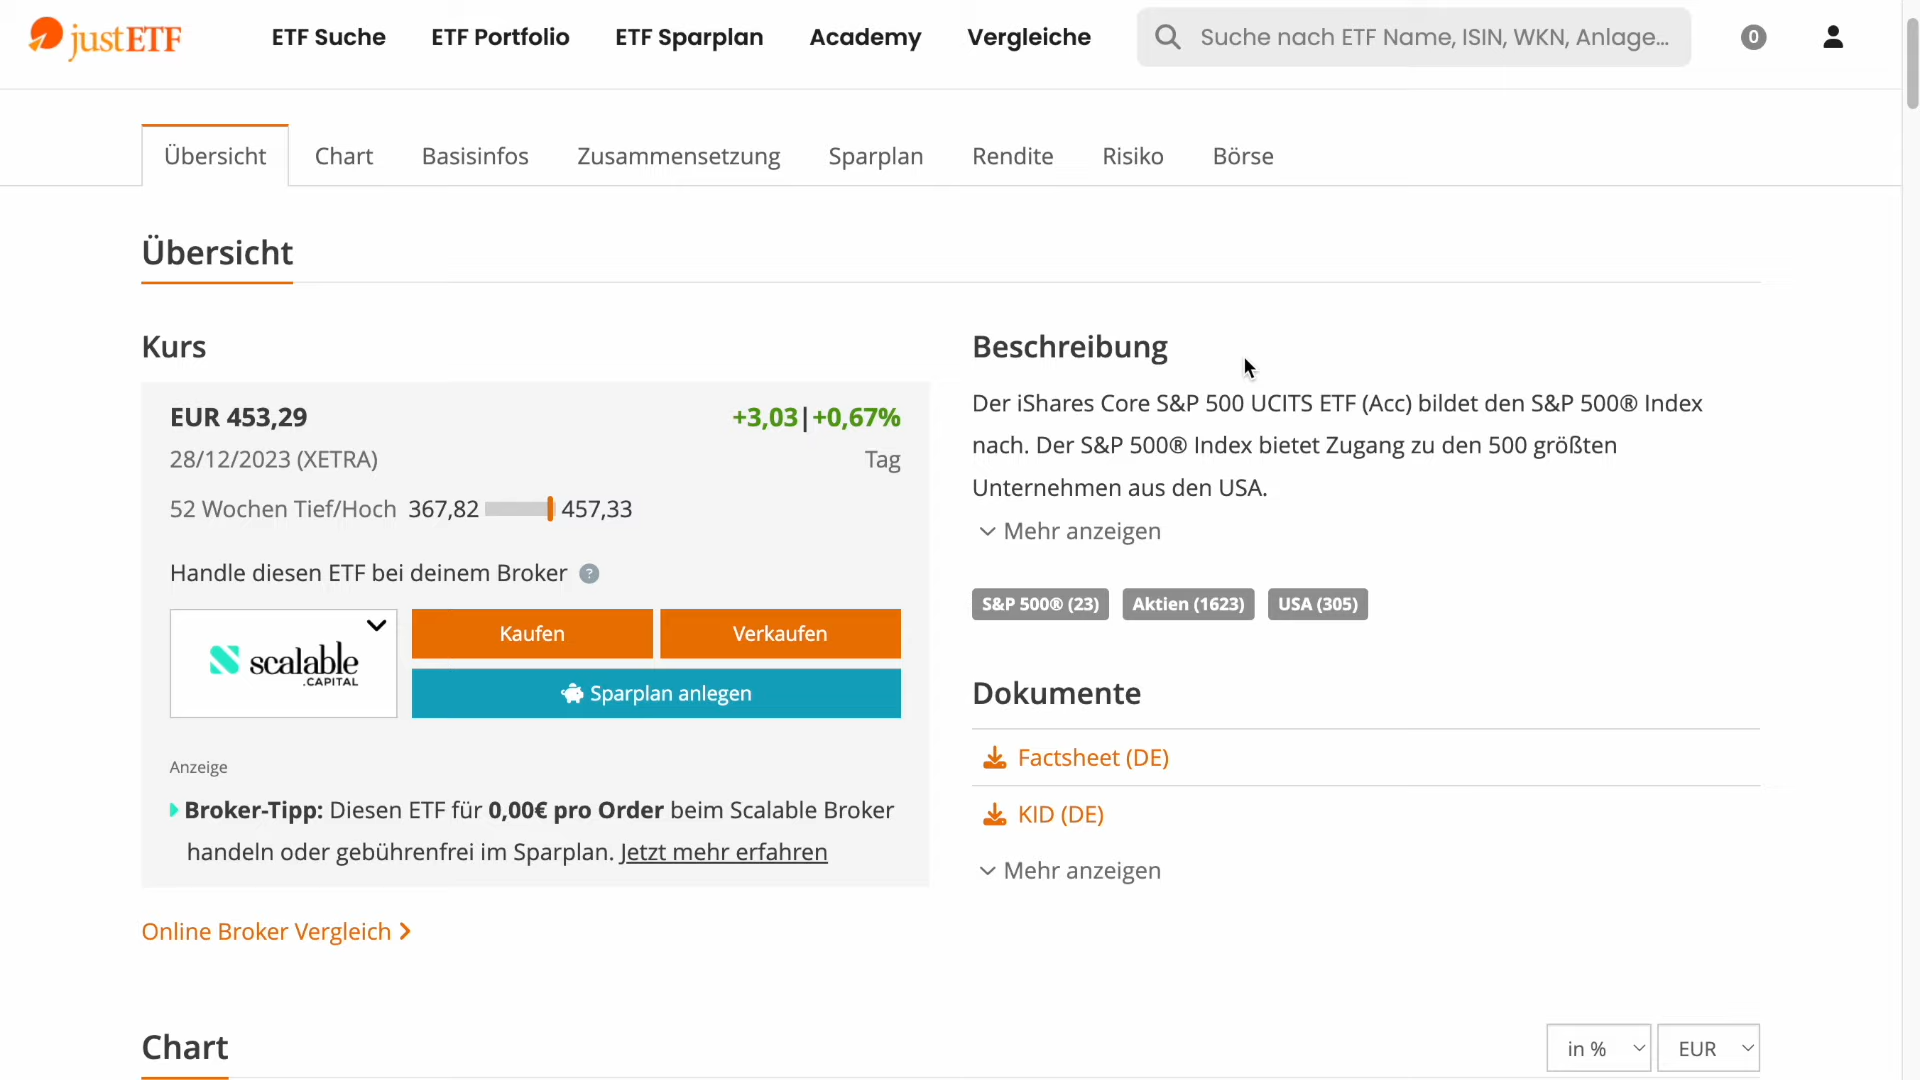 justETF
ETF Suche
ETF Portfolio
ETF Sparplan
Academy
Vergleiche
Suche nach ETF Name, ISIN, WKN, Anlage...
0
Übersicht
Chart
Basisinfos
Zusammensetzung
Sparplan
Rendite
Risiko
Börse
Übersicht
Kurs
EUR 453,29
+3,03|+0,67%
28/12/2023 (XETRA)
Tag
52 Wochen Tief/Hoch 367,82 457,33
Handle diesen ETF bei deinem Broker ?
scalable
.CAPITAL
Kaufen
Verkaufen
Sparplan anlegen
Anzeige
Broker-Tipp: Diesen ETF für 0,00€ pro Order beim Scalable Broker
handeln oder gebührenfrei im Sparplan. Jetzt mehr erfahren
Online Broker Vergleich
Beschreibung
Der iShares Core S&P 500 UCITS ETF (Acc) bildet den S&P 500® Index
nach. Der S&P 500® Index bietet Zugang zu den 500 größten
Unternehmen aus den USA.
Mehr anzeigen
S&P 500® (23)
Aktien (1623)
USA (305)
Dokumente
Factsheet (DE)
KID (DE)
Mehr anzeigen
Chart
in %
EUR